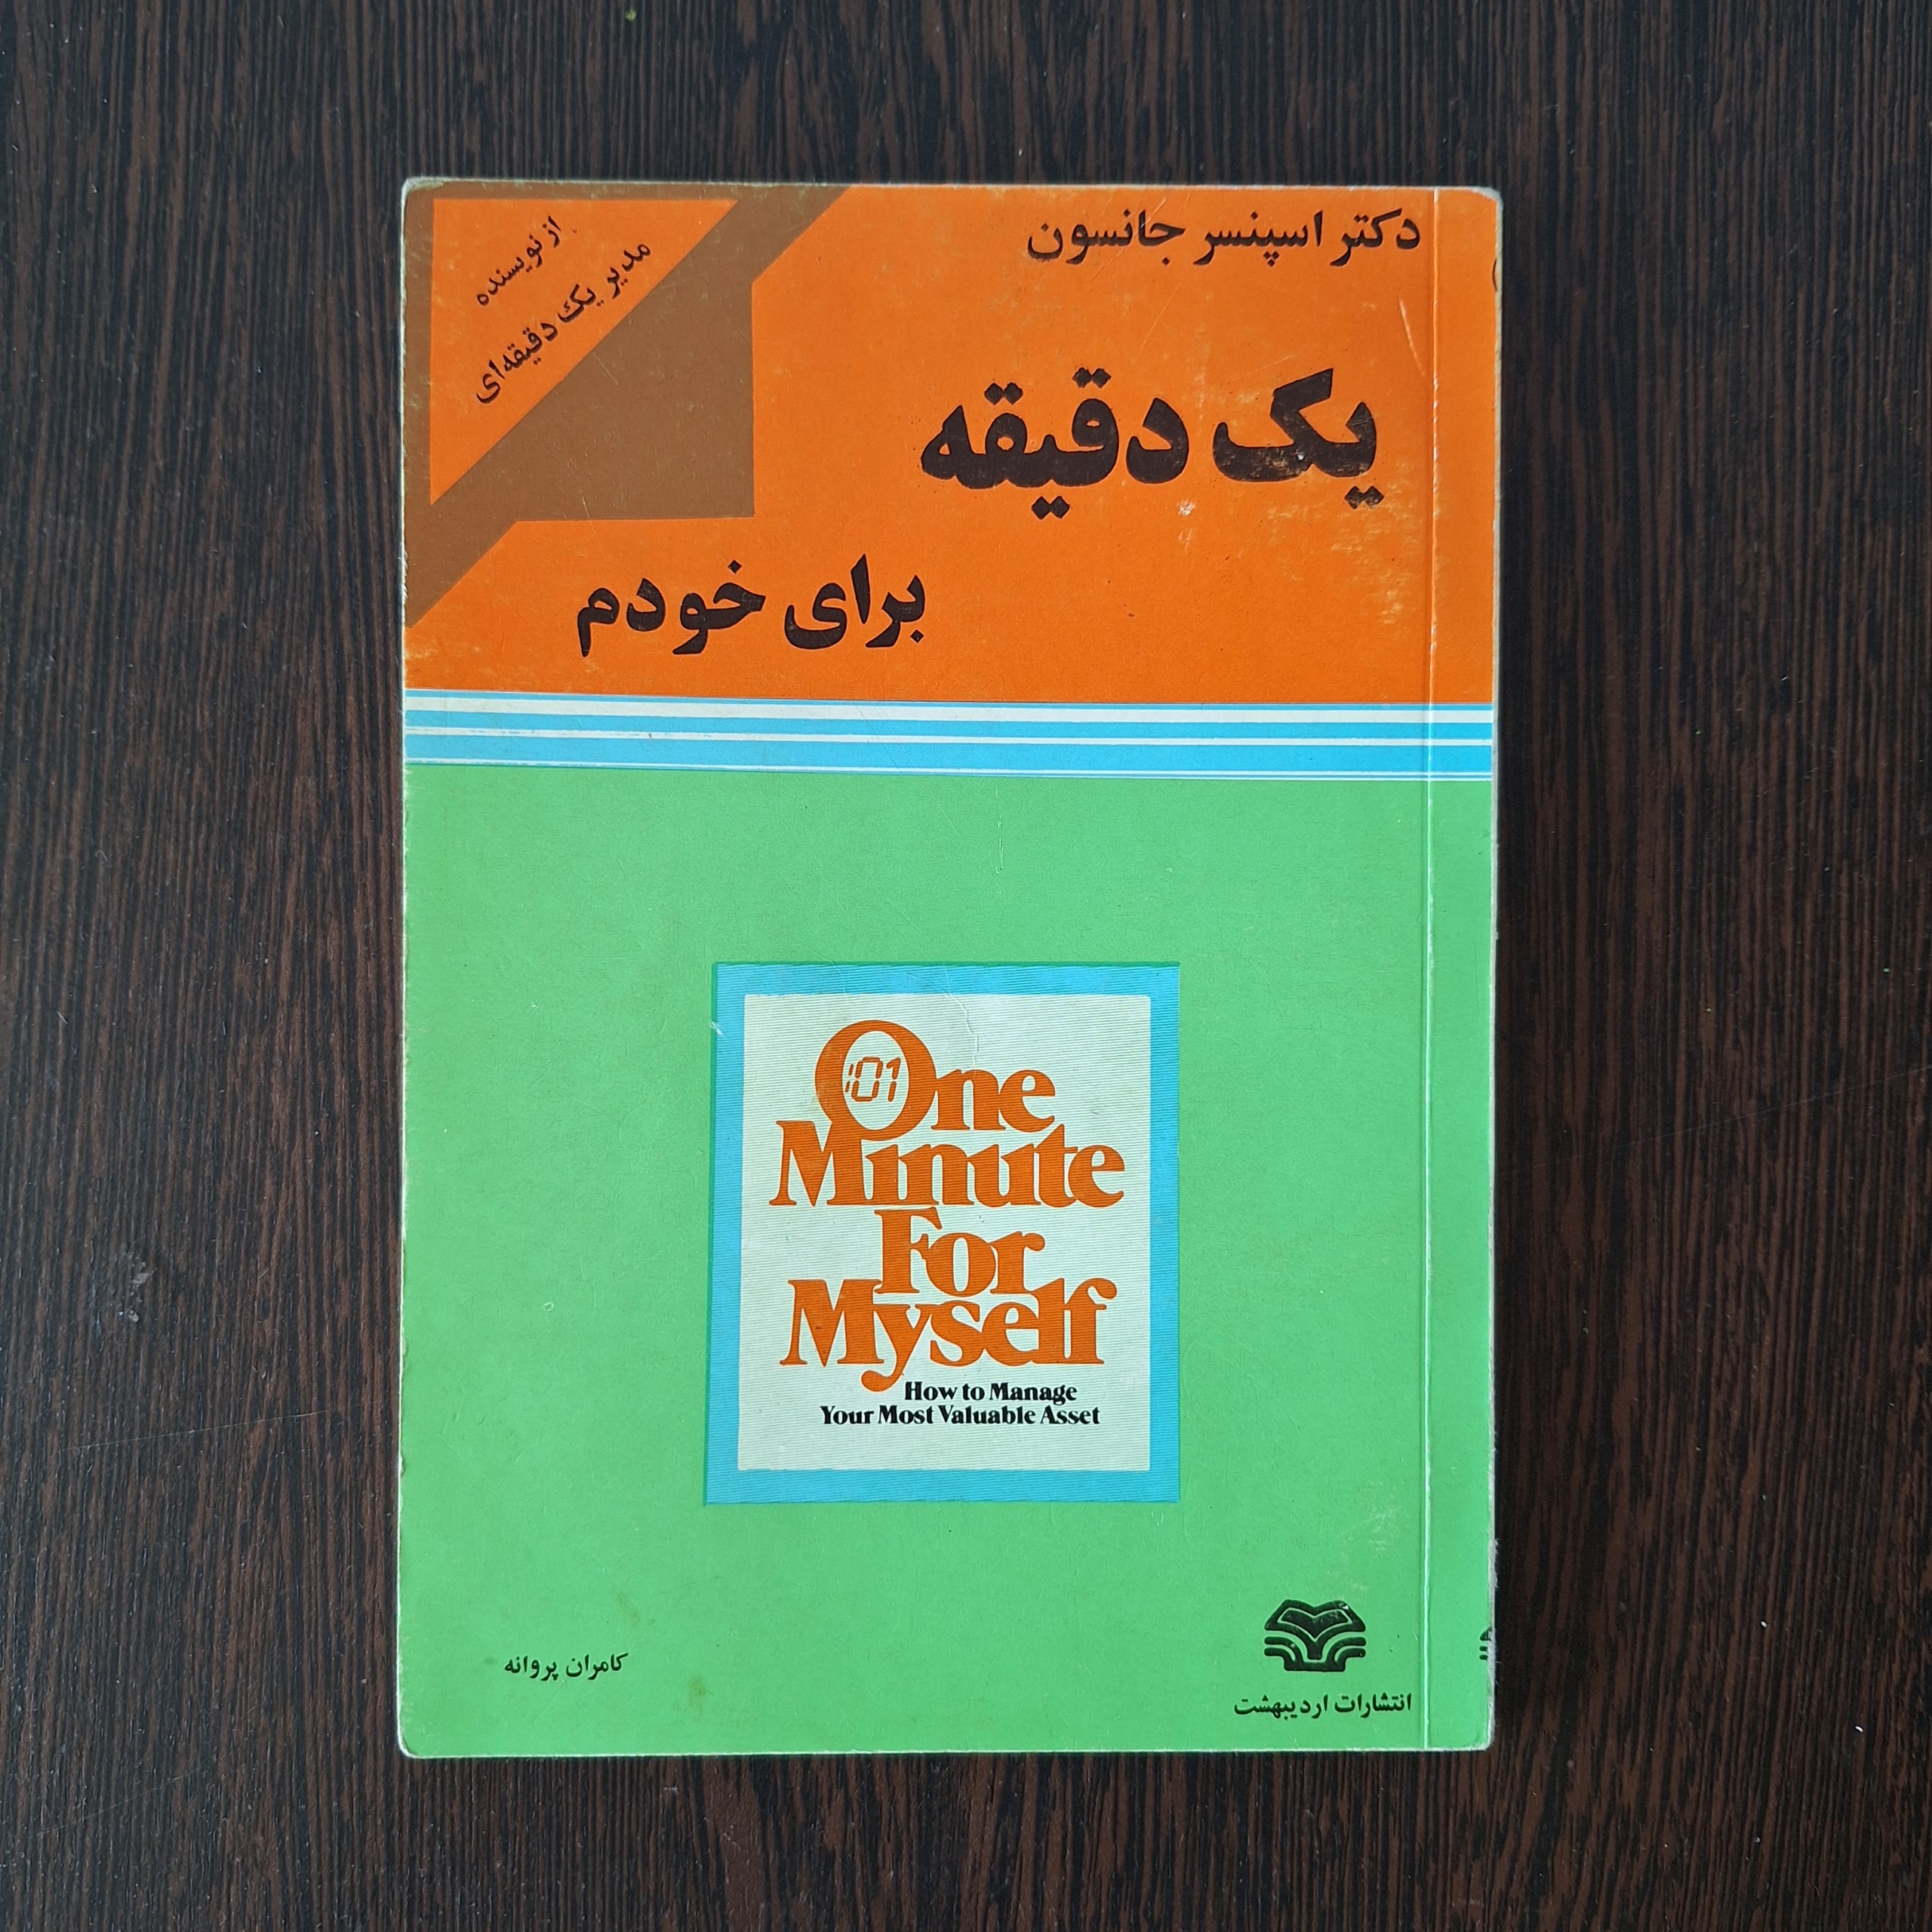 دکتر اسپنسر جانسون
از نویسنده
مدیر یک دقیقه‌ای
یک دقیقه
برای خودم
:01
One
Minute
For
Myself
How to Manage
Your Most Valuable Asset
کامران پروانه
انتشارات اردیبهشت